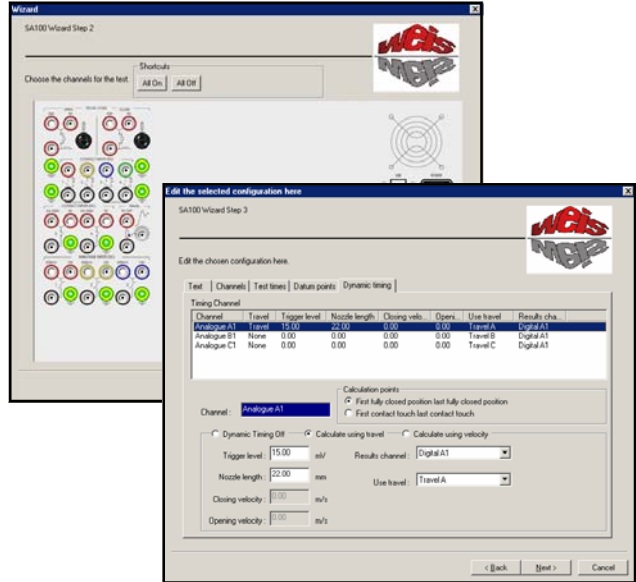 Wizard
SA100 Wizard Step 2
Shortcuts
Choose the channels for the test.
All On
All Off
Weis
Edit the selected configuration here
SA100 Wizard Step 3
Weis
Edit the chosen configuration here.
Text
Channels
Test times
Datum points
Dynamic timing
Timing Channel
Channel Travel Trigger level Nozzle length Closing velo... Openi... Use travel Results cha...
Analogue A1 Travel 15.00 22.00 0.00 0.00 Travel A Digital A1
Analogue B1 None 0.00 0.00 0.00 0.00 Travel B Digital A1
Analogue C1 None 0.00 0.00 0.00 0.00 Travel C Digital A1
Calculation points
First fully closed position last fully closed position
First contact touch last contact touch
Channel : Analogue A1
Dynamic Timing Off
Calculate using travel
Calculate using velocity
Trigger level : 15.00 mV
Results channel : Digital A1
Nozzle length : 22.00 mm
Use travel : Travel A
Closing velocity : 0.00 m/s
Opening velocity : 0.00 m/s
< Back
Next >
Cancel